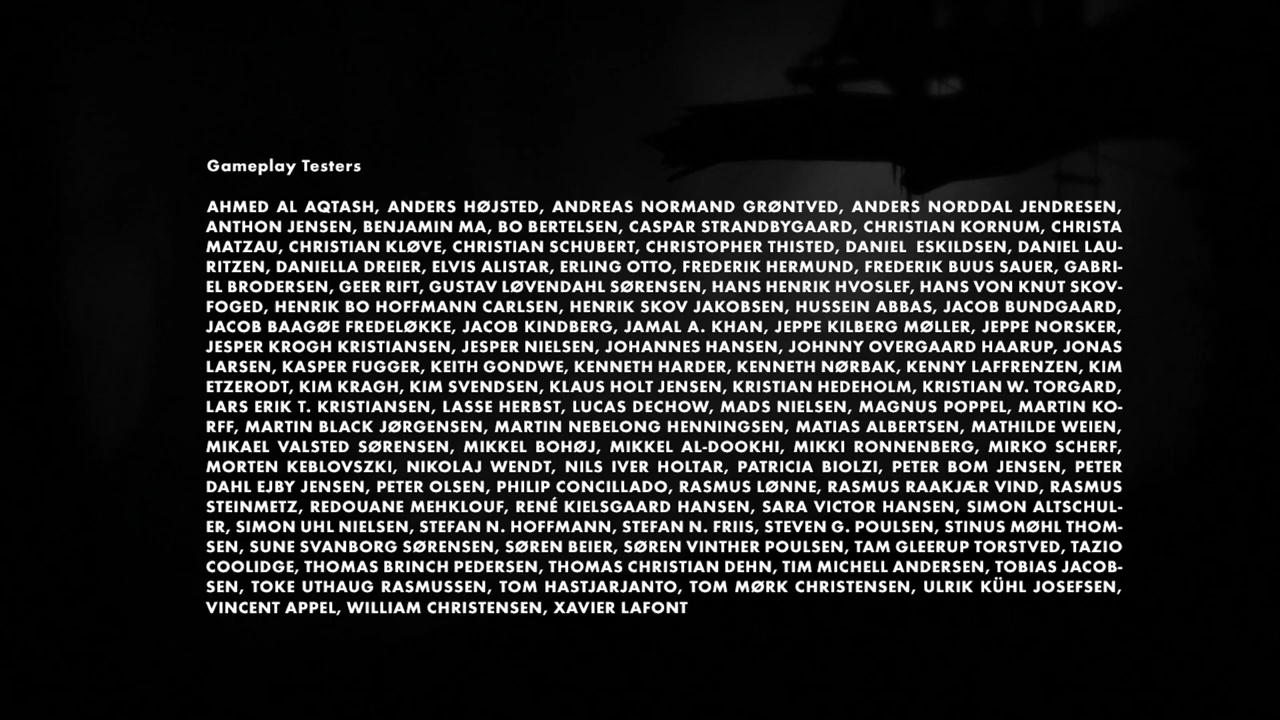 Gameplay Testers
AHMED AL AQTASH, ANDERS HØJSTED, ANDREAS NORMAND GRØNTVED, ANDERS NORDDAL JENDRESEN,
ANTHON JENSEN, BENJAMIN MA, BO BERTELSEN, CASPAR STRANDBYGAARD, CHRISTIAN KORNUM, CHRISTA
MATZAU, CHRISTIAN KLØVE, CHRISTIAN SCHUBERT, CHRISTOPHER THISTED, DANIEL ESKILDSEN, DANIEL LAU-
RITZEN, DANIELLA DREIER, ELVIS ALISTAR, ERLING OTTO, FREDERIK HERMUND, FREDERIK BUUS SAUER, GABRI-
EL BRODERSEN, GEER RIFT, GUSTAV LØVENDAHL SØRENSEN, HANS HENRIK HVOSLEF, HANS VON KNUT SKOV-
FOGED, HENRIK BO HOFFMANN CARLSEN, HENRIK SKOV JAKOBSEN, HUSSEIN ABBAS, JACOB BUNDGAARD,
JACOB BAAGØE FREDELØKKE, JACOB KINDBERG, JAMAL A. KHAN, JEPPE KILBERG MØLLER, JEPPE NORSKER,
JESPER KROGH KRISTIANSEN, JESPER NIELSEN, JOHANNES HANSEN, JOHNNY OVERGAARD HAARUP, JONAS
LARSEN, KASPER FUGGER, KEITH GONDWE, KENNETH HARDER, KENNETH NØRBAK, KENNY LAFFRENZEN, KIM
ETZERODT, KIM KRAGH, KIM SVENDSEN, KLAUS HOLT JENSEN, KRISTIAN HEDEHOLM, KRISTIAN W. TORGARD,
LARS ERIK T. KRISTIANSEN, LASSE HERBST, LUCAS DECHOW, MADS NIELSEN, MAGNUS POPPEL, MARTIN KO-
RFF, MARTIN BLACK JØRGENSEN, MARTIN NEBELONG HENNINGSEN, MATIAS ALBERTSEN, MATHILDE WEIEN,
MIKAEL VALSTED SØRENSEN, MIKKEL BOHØJ, MIKKEL AL-DOOKHI, MIKKI RONNENBERG, MIRKO SCHERF,
MORTEN KEBLOVSZKI, NIKOLAJ WENDT, NILS IVER HOLTAR, PATRICIA BIOLZI, PETER BOM JENSEN, PETER
DAHL EJBY JENSEN, PETER OLSEN, PHILIP CONCILLADO, RASMUS LØNNE, RASMUS RAAKJÆR VIND, RASMUS
STEINMETZ, REDOUANE MEHKLOUF, RENÉ KIELSGAARD HANSEN, SARA VICTOR HANSEN, SIMON ALTSCHUL-
ER, SIMON UHL NIELSEN, STEFAN N. HOFFMANN, STEFAN N. FRIIS, STEVEN G. POULSEN, STINUS MØHL THOM-
SEN, SUNE SVANBORG SØRENSEN, SØREN BEIER, SØREN VINTHER POULSEN, TAM GLEERUP TORSTVED, TAZIO
COOLIDGE, THOMAS BRINCH PEDERSEN, THOMAS CHRISTIAN DEHN, TIM MICHELL ANDERSEN, TOBIAS JACOB-
SEN, TOKE UTHAUG RASMUSSEN, TOM HASTJARJANTO, TOM MØRK CHRISTENSEN, ULRIK KÜHL JOSEFSEN,
VINCENT APPEL, WILLIAM CHRISTENSEN, XAVIER LAFONT